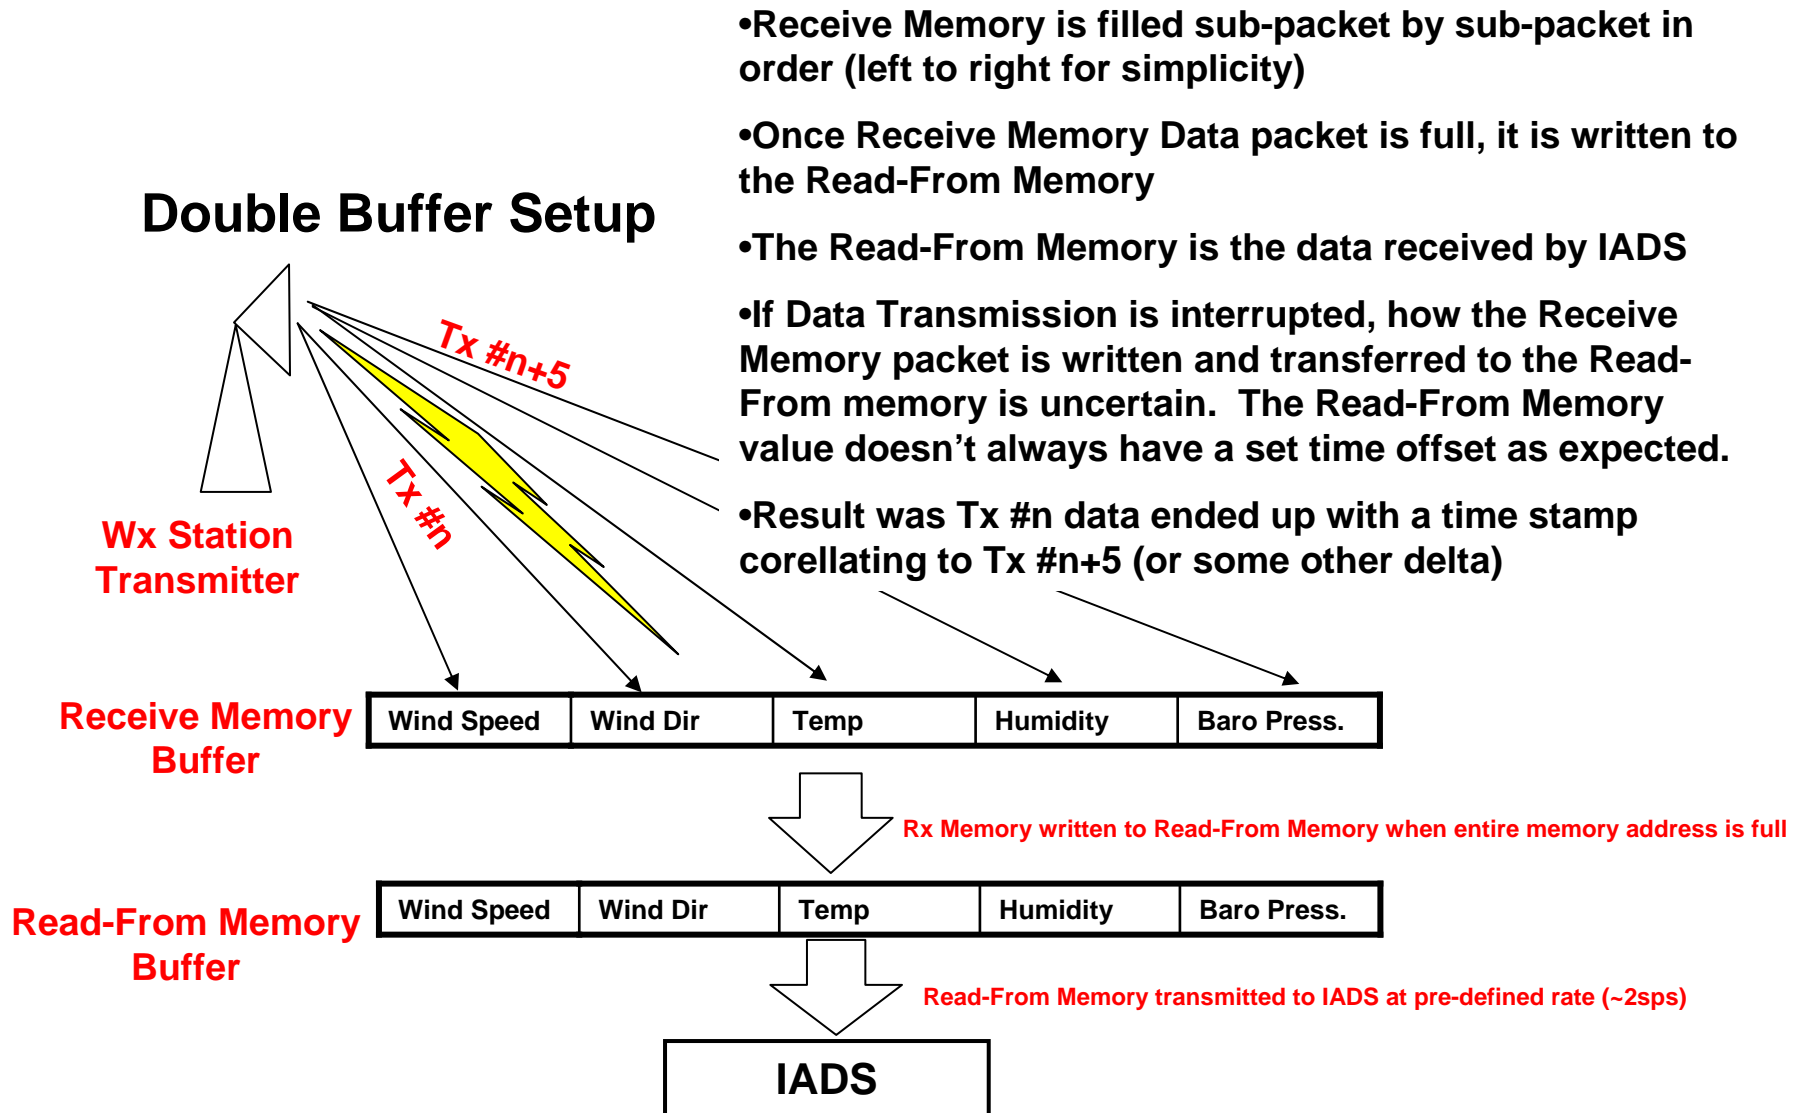 •Receive Memory is filled sub-packet by sub-packet in
order (left to right for simplicity)
•Once Receive Memory Data packet is full, it is written to
the Read-From Memory
Double Buffer Setup
•The Read-From Memory is the data received by IADS
•If Data Transmission is interrupted, how the Receive
Memory packet is written and transferred to the Read-
From memory is uncertain.  The Read-From Memory
value doesn’t always have a set time offset as expected.
•Result was Tx #n data ended up with a time stamp
corellating to Tx #n+5 (or some other delta)
Tx #n+5
Tx #n
Wx Station
Transmitter
Receive Memory
Buffer
Wind Speed Wind Dir Temp Humidity Baro Press.
Rx Memory written to Read-From Memory when entire memory address is full
Read-From Memory
Buffer
Wind Speed Wind Dir Temp Humidity Baro Press.
Read-From Memory transmitted to IADS at pre-defined rate (~2sps)
IADS